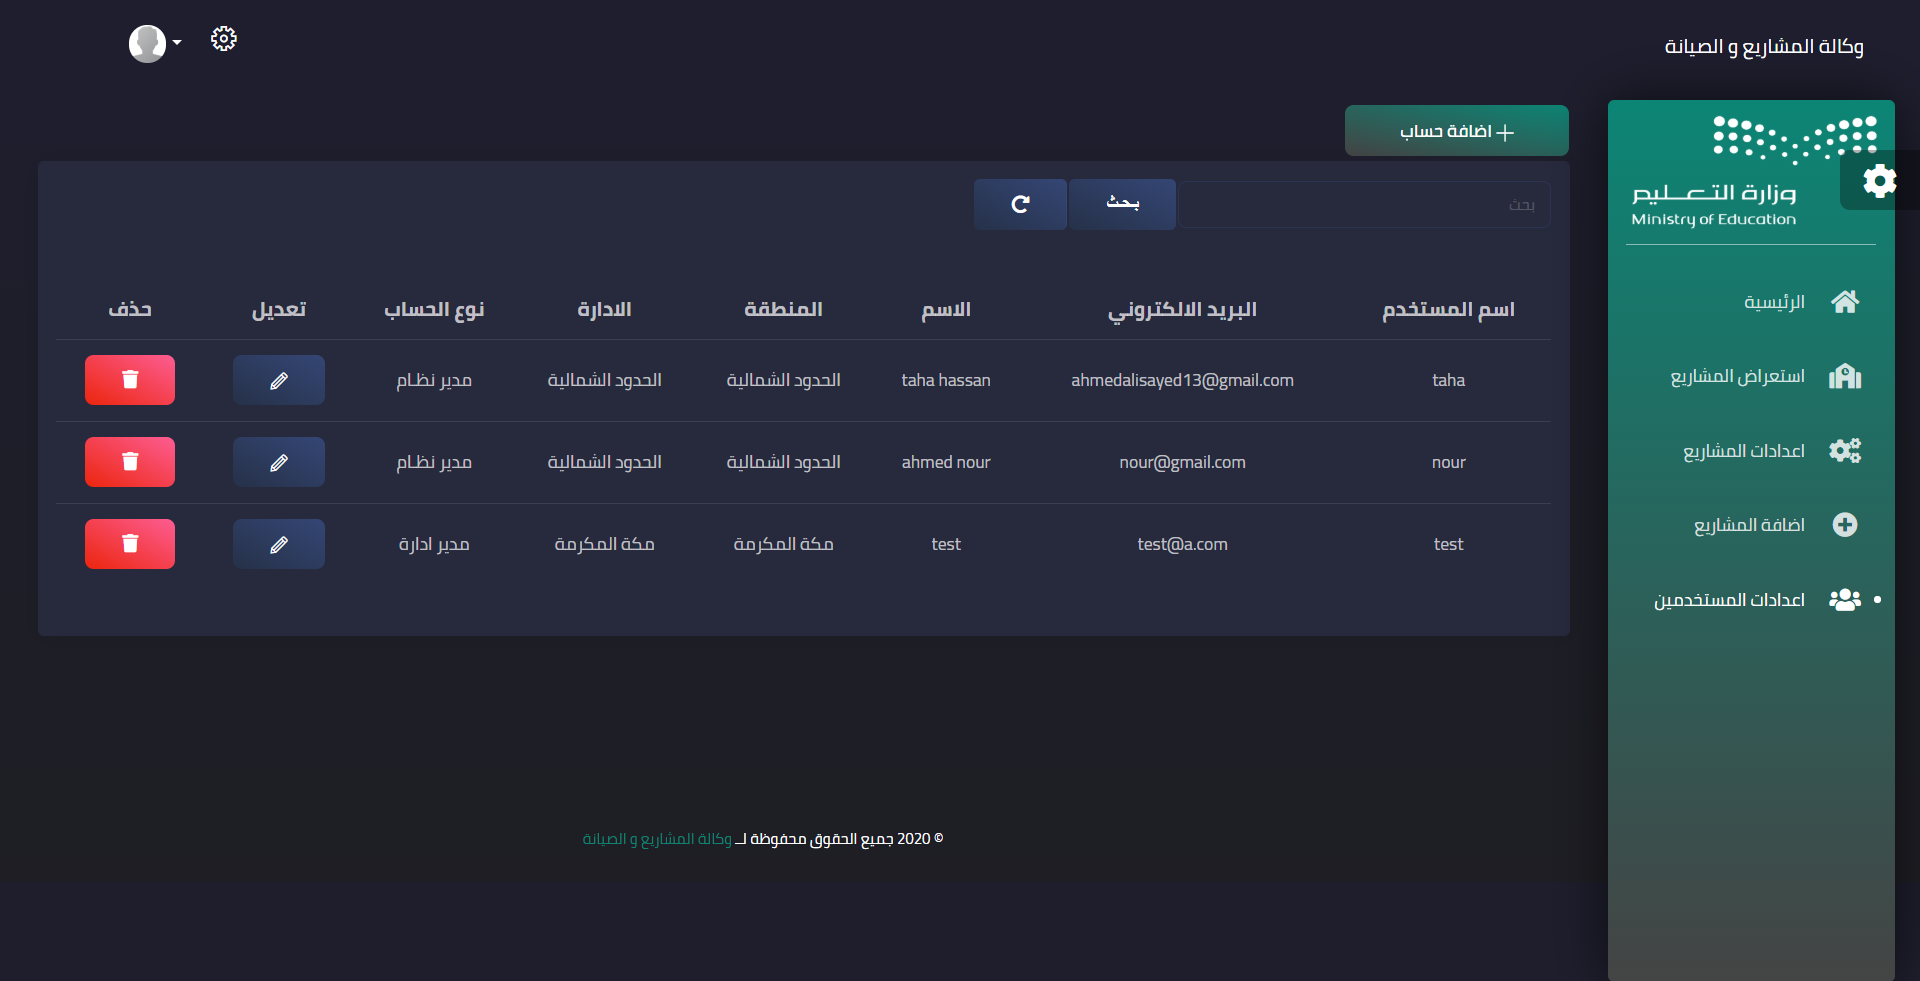 وكالة المشاريع و الصيانة
وزارة التعليم
Ministry of Education
الرئيسية
استعراض المشاريع
اعدادات المشاريع
اضافة المشاريع
اعدادات المستخدمين
اضافة حساب
بحث
بحث
اسم المستخدم البريد الالكتروني الاسم المنطقة الادارة نوع الحساب تعديل حذف
taha ahmedalisayed13@gmail.com taha hassan الحدود الشمالية الحدود الشمالية مدير نظام
nour nour@gmail.com ahmed nour الحدود الشمالية الحدود الشمالية مدير نظام
test test@a.com test مكة المكرمة مكة المكرمة مدير ادارة
© 2020 جميع الحقوق محفوظة لــ وكالة المشاريع و الصيانة